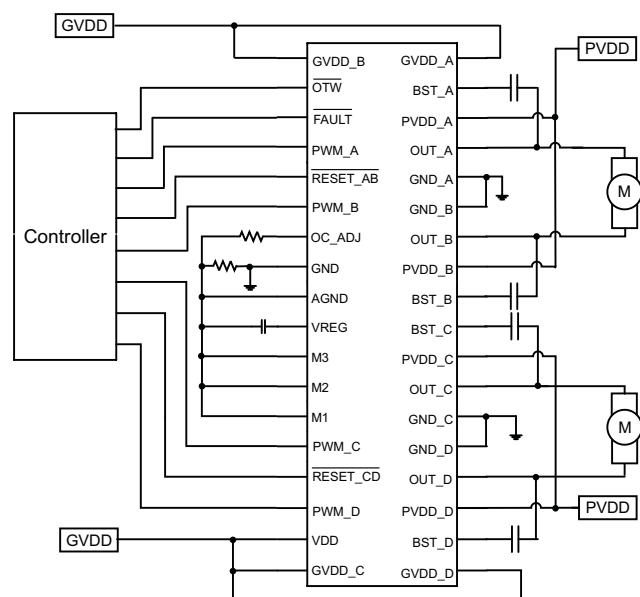 GVDD
PVDD
GVDD_B
GVDD_A
OTW
BST_A
FAULT
PVDD_A
PWM_A
OUT_A
RESET_AB
GND_A
M
PWM_B
GND_B
Controller
OC_ADJ
OUT_B
GND
PVDD_B
AGND
BST_B
VREG
BST_C
M3
PVDD_C
M2
OUT_C
M1
GND_C
M
PWM_C
GND_D
RESET_CD
OUT_D
PWM_D
PVDD_D
PVDD
GVDD
VDD
BST_D
GVDD_C
GVDD_D